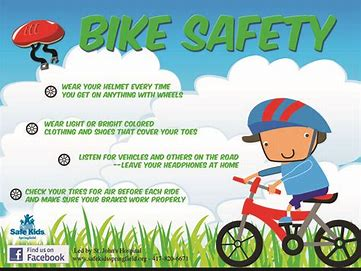 BIKE SAFETY
WEAR YOUR HELMET EVERY TIME
YOU GET ON ANYTHING WITH WHEELS
WEAR LIGHT OR BRIGHT COLORED
CLOTHING AND SHOES THAT COVER YOUR TOES
LISTEN FOR VEHICLES AND OTHERS ON THE ROAD
--LEAVE YOUR HEADPHONES AT HOME
CHECK YOUR TIRES FOR AIR BEFORE EACH RIDE
AND MAKE SURE YOUR BRAKES WORK PROPERLY
Safe Kids
Springfield
Find us on
Facebook
Led by St. John's Hospital
www.safekidsspringfield.org - 417-820-6671